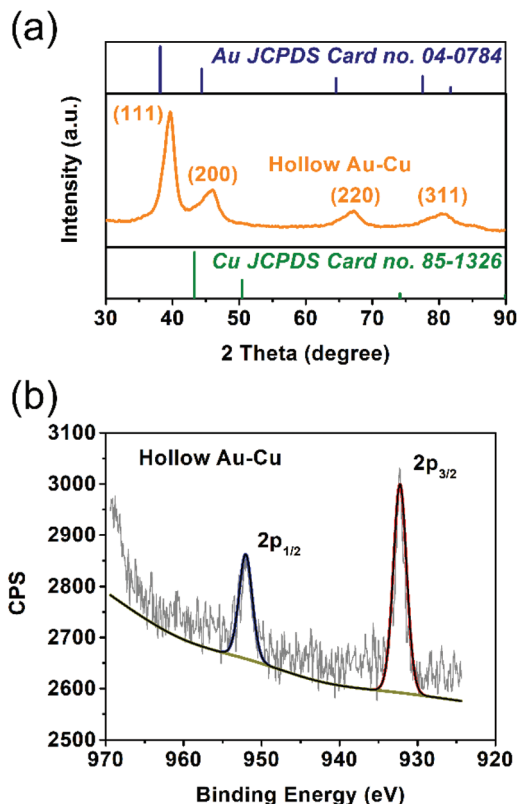 (a)
Au JCPDS Card no. 04-0784
(111)
(200)
Hollow Au-Cu
(220)
(311)
Intensity (a.u.)
Cu JCPDS Card no. 85-1326
30 40 50 60 70 80 90
2 Theta (degree)
(b)
3100
Hollow Au-Cu
2p3/2
3000
2900
2p1/2
2800
CPS
2700
2600
2500
970 960 950 940 930 920
Binding Energy (eV)